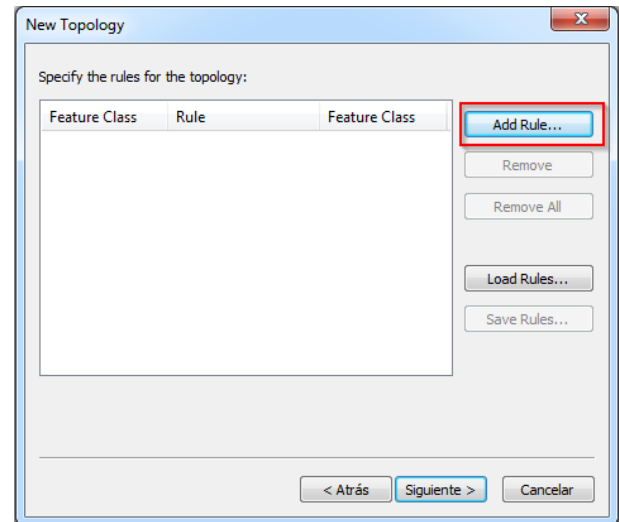 New Topology
Specify the rules for the topology:
Feature Class Rule Feature Class
Add Rule...
Remove
Remove All
Load Rules...
Save Rules...
< Atrás Siguiente > Cancelar